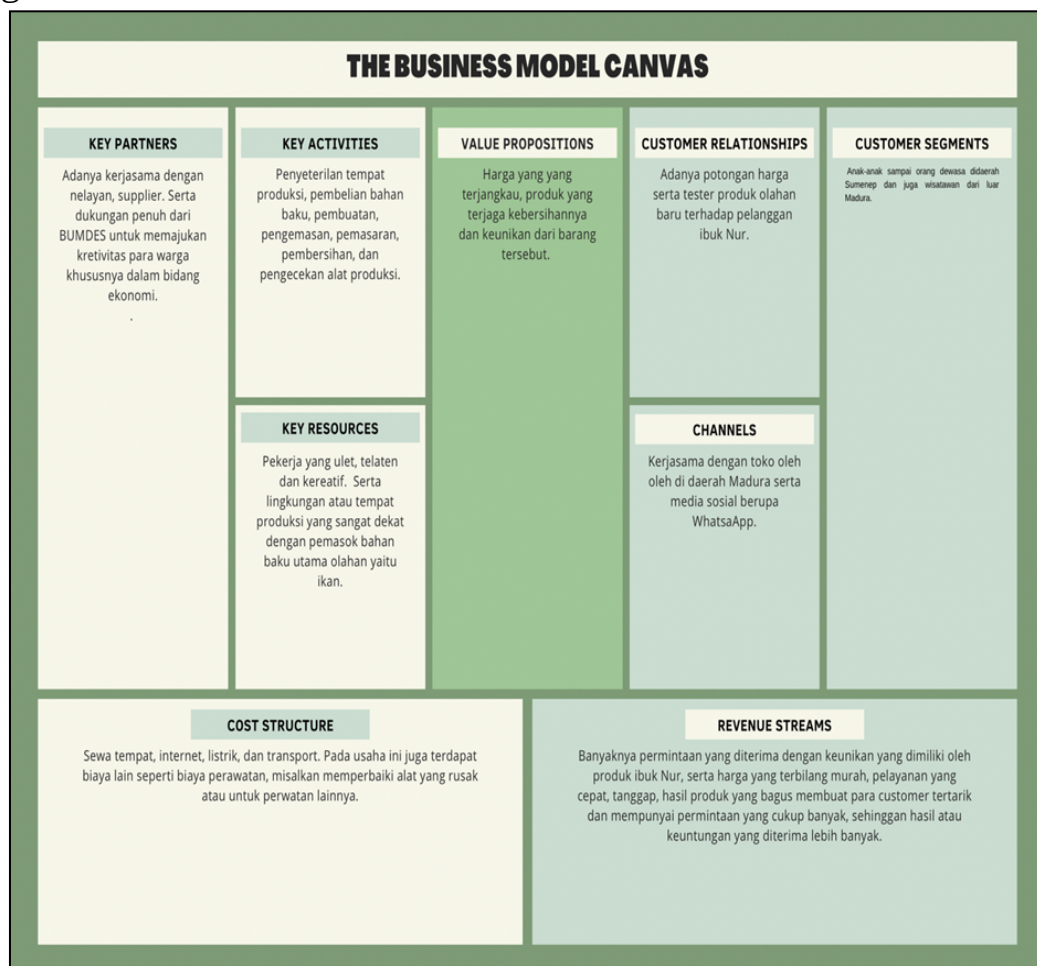 THE BUSINESS MODEL CANVAS
KEY PARTNERS
Adanya kerjasama dengan
nelayan, supplier. Serta
dukungan penuh dari
BUMDES untuk memajukan
kretivitas para warga
khususnya dalam bidang
ekonomi.
.
KEY ACTIVITIES
Penyeterilan tempat
produksi, pembelian bahan
baku, pembuatan,
pengemasan, pemasaran,
pembersihan, dan
pengecekan alat produksi.
KEY RESOURCES
Pekerja yang ulet, telaten
dan kereatif. Serta
lingkungan atau tempat
produksi yang sangat dekat
dengan pemasok bahan
baku utama olahan yaitu
ikan.
VALUE PROPOSITIONS
Harga yang yang
terjangkau, produk yang
terjaga kebersihannya
dan keunikan dari barang
tersebut.
CUSTOMER RELATIONSHIPS
Adanya potongan harga
serta tester produk olahan
baru terhadap pelanggan
ibuk Nur.
CHANNELS
Kerjasama dengan toko oleh
oleh di daerah Madura serta
media sosial berupa
WhatsaApp.
CUSTOMER SEGMENTS
Anak-anak sampai orang dewasa didaerah
Sumenep dan juga wisatawan dari luar
Madura.
COST STRUCTURE
Sewa tempat, internet, listrik, dan transport. Pada usaha ini juga terdapat
biaya lain seperti biaya perawatan, misalkan memperbaiki alat yang rusak
atau untuk perwatan lainnya.
REVENUE STREAMS
Banyaknya permintaan yang diterima dengan keunikan yang dimiliki oleh
produk ibuk Nur, serta harga yang terbilang murah, pelayanan yang
cepat, tanggap, hasil produk yang bagus membuat para customer tertarik
dan mempunyai permintaan yang cukup banyak, sehinggan hasil atau
keuntungan yang diterima lebih banyak.